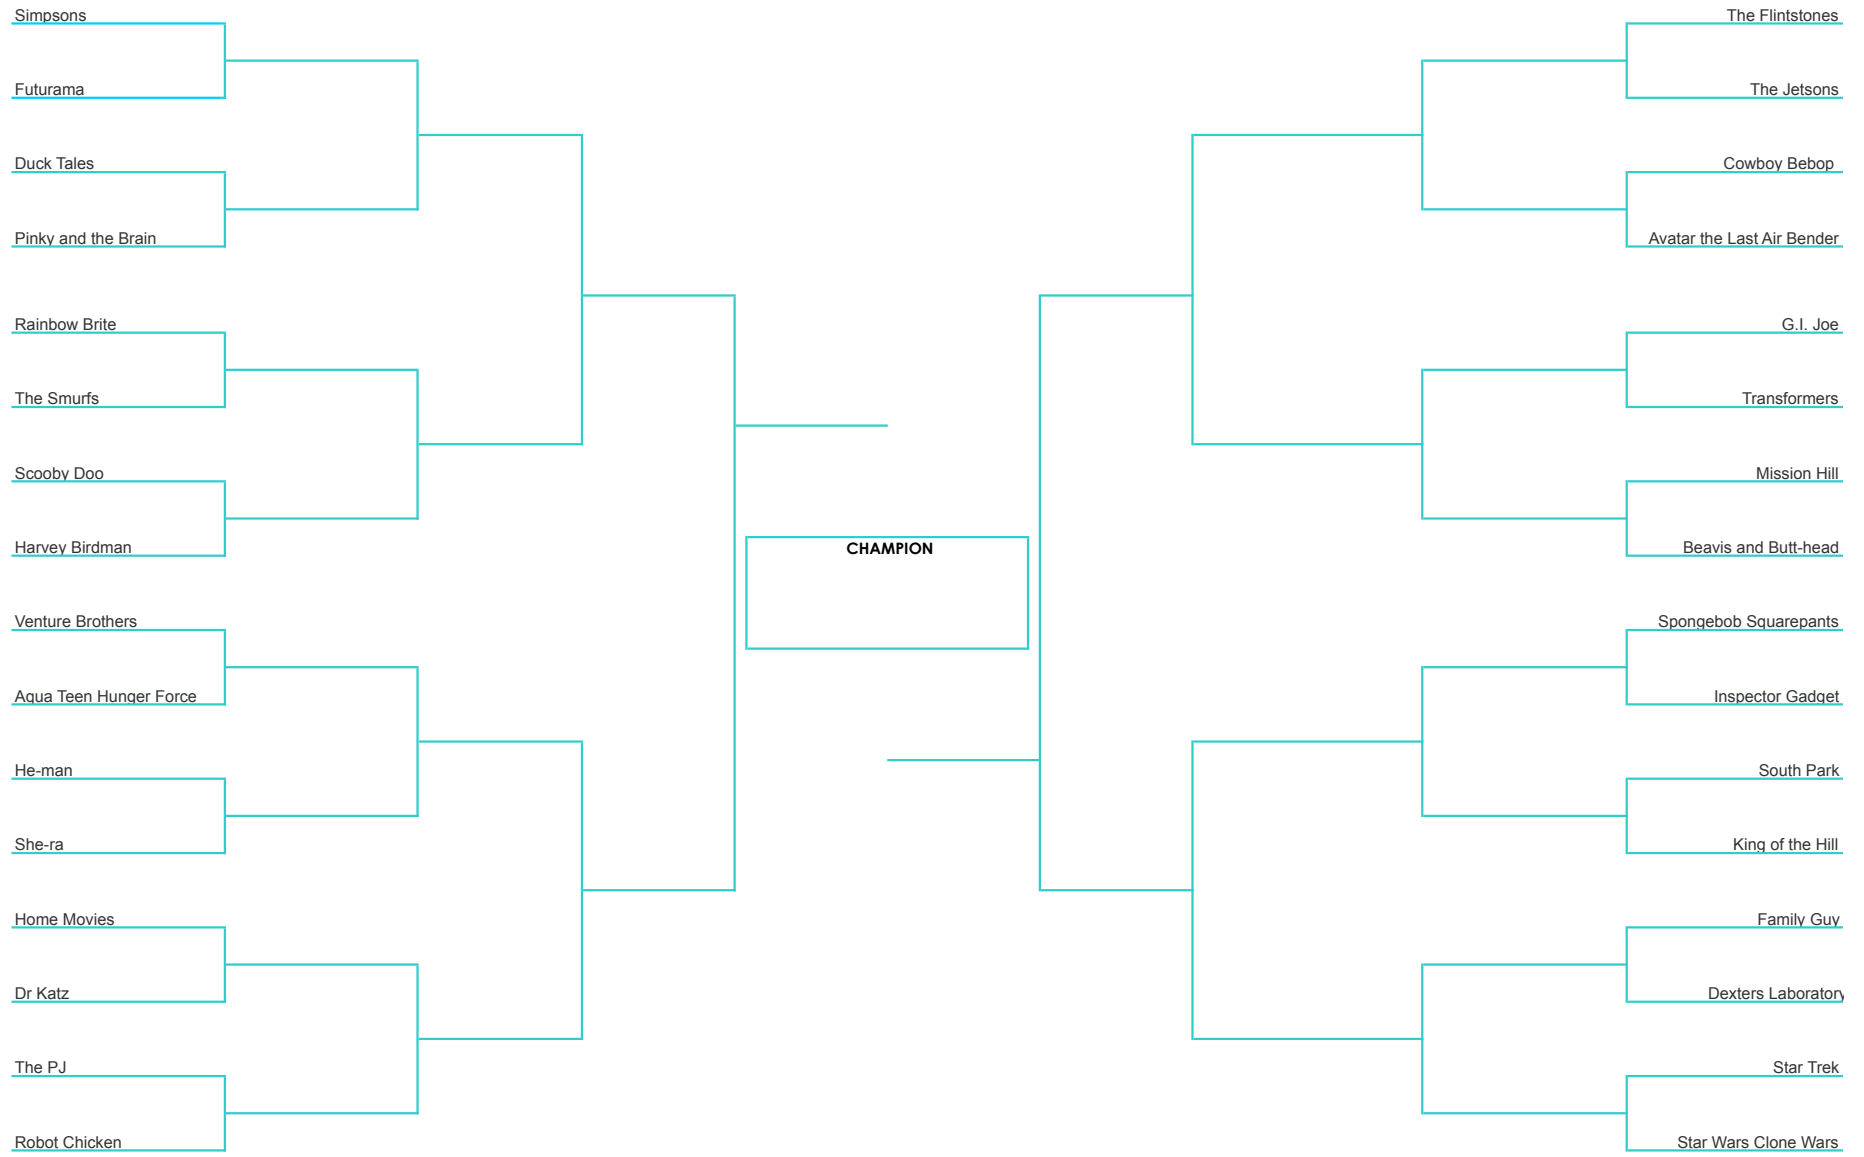 Simpsons
Futurama
Duck Tales
Pinky and the Brain
Rainbow Brite
The Smurfs
Scooby Doo
Harvey Birdman
Venture Brothers
Aqua Teen Hunger Force
He-man
She-ra
Home Movies
Dr Katz
The PJ
Robot Chicken
CHAMPION
The Flintstones
The Jetsons
Cowboy Bebop
Avatar the Last Air Bender
G.I. Joe
Transformers
Mission Hill
Beavis and Butt-head
Spongebob Squarepants
Inspector Gadget
South Park
King of the Hill
Family Guy
Dexters Laboratory
Star Trek
Star Wars Clone Wars